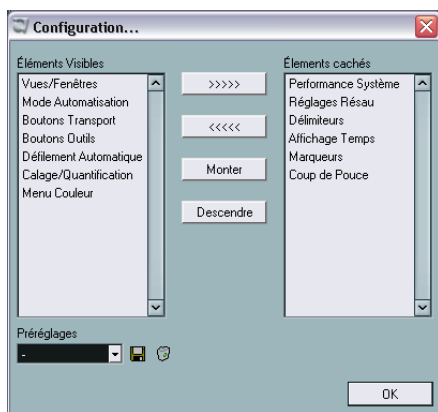 Configuration...
Éléments Visibles
Vues/Fenêtres
Mode Automatisation
Boutons Transport
Boutons Outils
Défilement Automatique
Calage/Quantification
Menu Couleur
>>>>>
<<<<<
Monter
Descendre
Élements cachés
Performance Système
Réglages Résau
Délimiteurs
Affichage Temps
Marqueurs
Coup de Pouce
Préréglages
-
OK